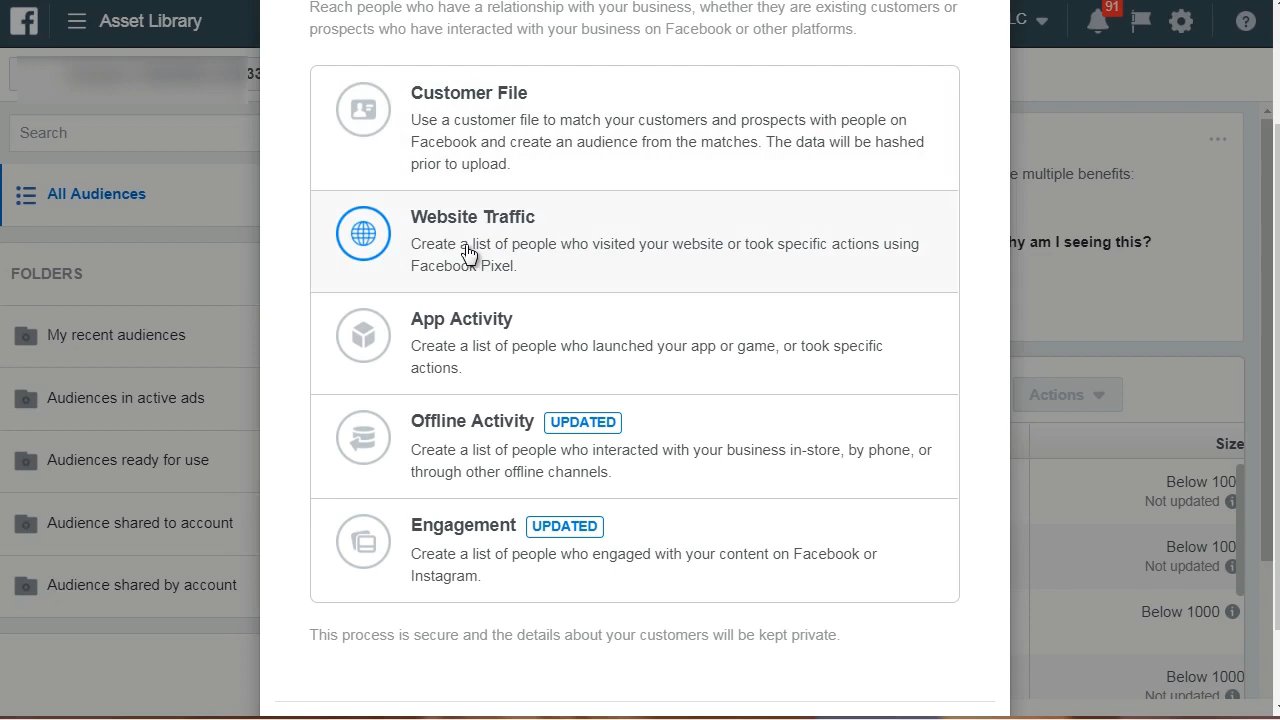 Asset Library
Reach people who have a relationship with your business, whether they are existing customers or
prospects who have interacted with your business on Facebook or other platforms.
LC
91
33
Search
All Audiences
FOLDERS
My recent audiences
Audiences in active ads
Audiences ready for use
Audience shared to account
Audience shared by account
Customer File
Use a customer file to match your customers and prospects with people on
Facebook and create an audience from the matches. The data will be hashed
prior to upload.
Website Traffic
Create a list of people who visited your website or took specific actions using
Facebook Pixel.
App Activity
Create a list of people who launched your app or game, or took specific
actions.
Offline Activity UPDATED
Create a list of people who interacted with your business in-store, by phone, or
through other offline channels.
Engagement UPDATED
Create a list of people who engaged with your content on Facebook or
Instagram.
This process is secure and the details about your customers will be kept private.
e multiple benefits:
hy am I seeing this?
Actions
Size
Below 100
Not updated
Below 100
Not updated
Below 1000
Below 1000
Not updated